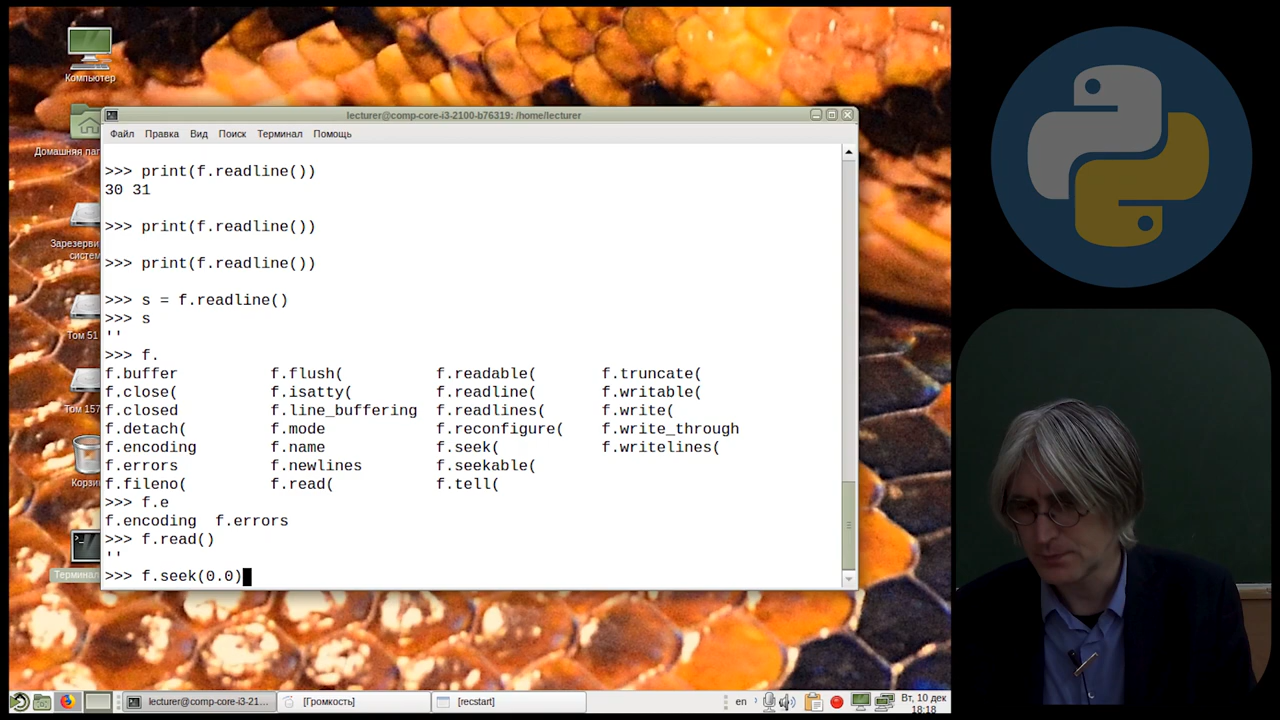 Компьютер
lecturer@comp-core-i3-2100-b76319: /home/lecturer
Файл Правка Вид Поиск Терминал Помощь
Домашняя пап
>>> print(f.readline())
30 31
>>> print(f.readline())
Зарезерви
систем
>>> print(f.readline())
>>> s = f.readline()
>>> s
''
Том 51
>>> f.
f.buffer f.flush( f.readable( f.truncate(
f.close( f.isatty( f.readline( f.writable(
f.closed f.line_buffering f.readlines( f.write(
Том 157
f.detach( f.mode f.reconfigure( f.write_through
f.encoding f.name f.seek( f.writelines(
f.errors f.newlines f.seekable(
Корзи
f.fileno( f.read( f.tell(
>>> f.e
f.encoding f.errors
>>> f.read()
''
>>> f.seek(0.0)
Терминал
lecturer@comp-core-i3-21... [Громкость] [recstart] en Вт, 10 дек
18:18